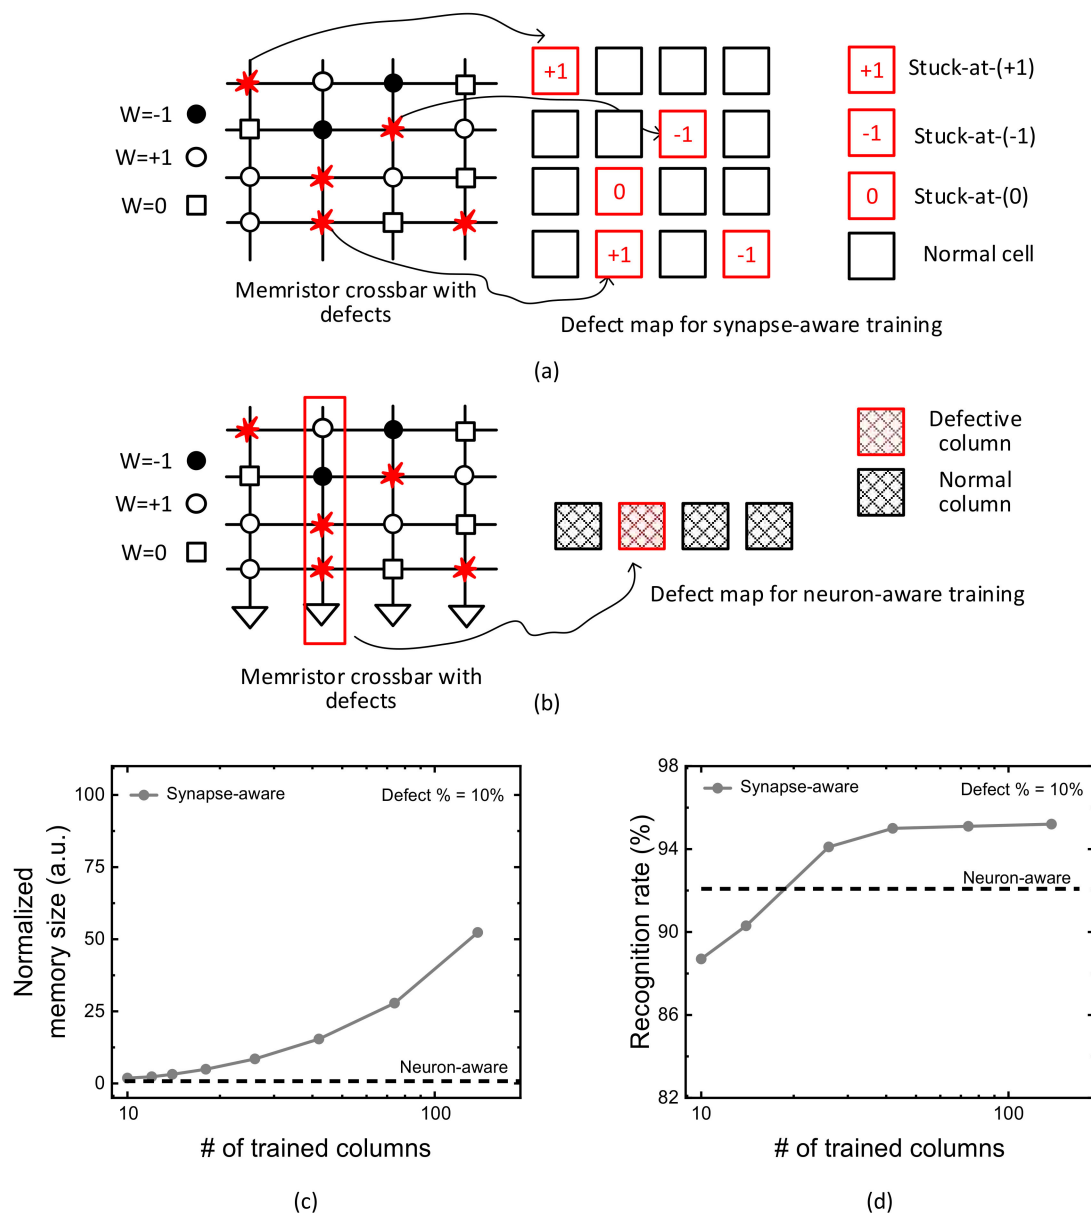 W=-1
W=+1
W=0
+1
-1
0
+1
-1
+1
Stuck-at-(+1)
-1
Stuck-at-(-1)
0
Stuck-at-(0)
Normal cell
Memristor crossbar with
defects
Defect map for synapse-aware training
(a)
W=-1
W=+1
W=0
Defective
column
Normal
column
Defect map for neuron-aware training
Memristor crossbar with
defects
(b)
Synapse-aware
Defect % = 10%
100
75
50
25
0
Normalized
memory size (a.u.)
Neuron-aware
10
100
# of trained columns
(c)
Synapse-aware
Defect % = 10%
98
94
90
86
82
Recognition rate (%)
Neuron-aware
10
100
# of trained columns
(d)